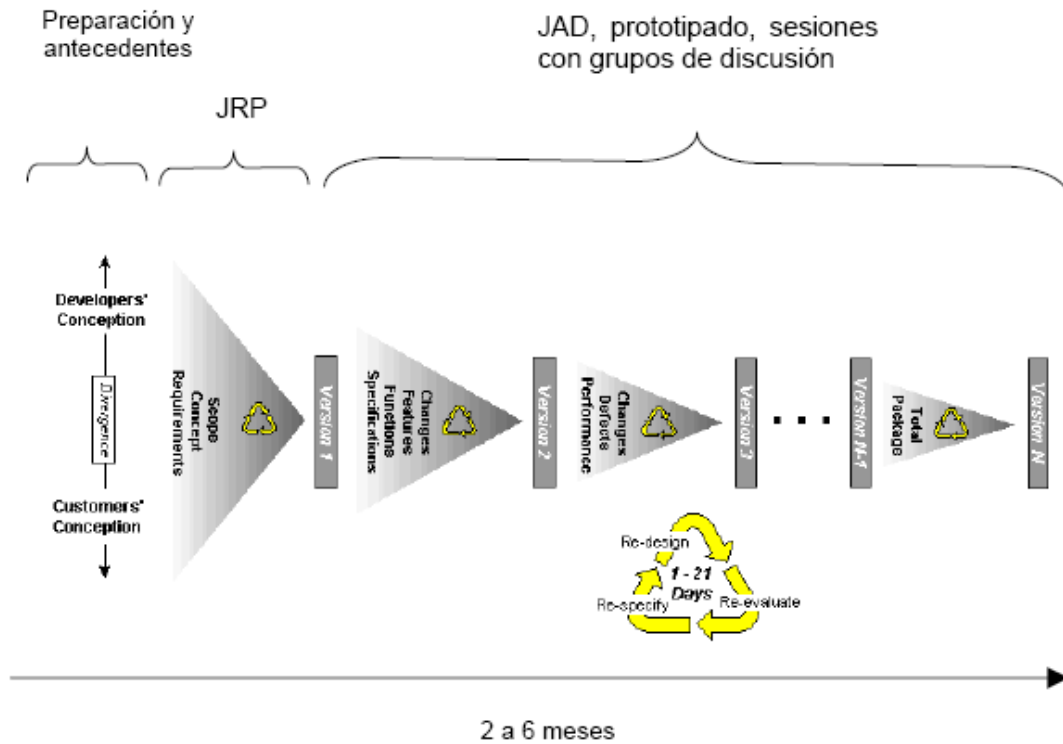 Preparación y
antecedentes
JAD, prototipado, sesiones
con grupos de discusión
JRP
Developers'
Conception
Divergence
Customers'
Conception
Scope
Concept
Requirements
Version 1
Changes
Features
Functions
Specifications
Version 2
Changes
Defects
Performance
Version 3
Version N-1
Total
Package
Version N
Re-design
1 - 21
Days
Re-specify
Re-evaluate
2 a 6 meses